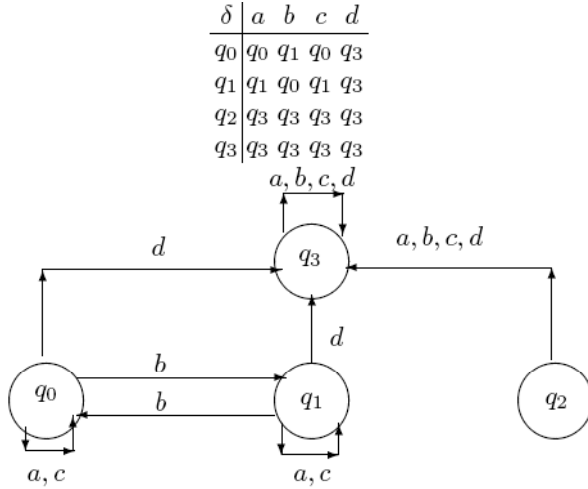 δ a b c d
q₀ q₀ q₁ q₀ q₃
q₁ q₁ q₀ q₁ q₃
q₂ q₃ q₃ q₃ q₃
q₃ q₃ q₃ q₃ q₃
a, b, c, d
q₃
a, b, c, d
d
d
b
q₀
b
q₁
q₂
a, c
a, c